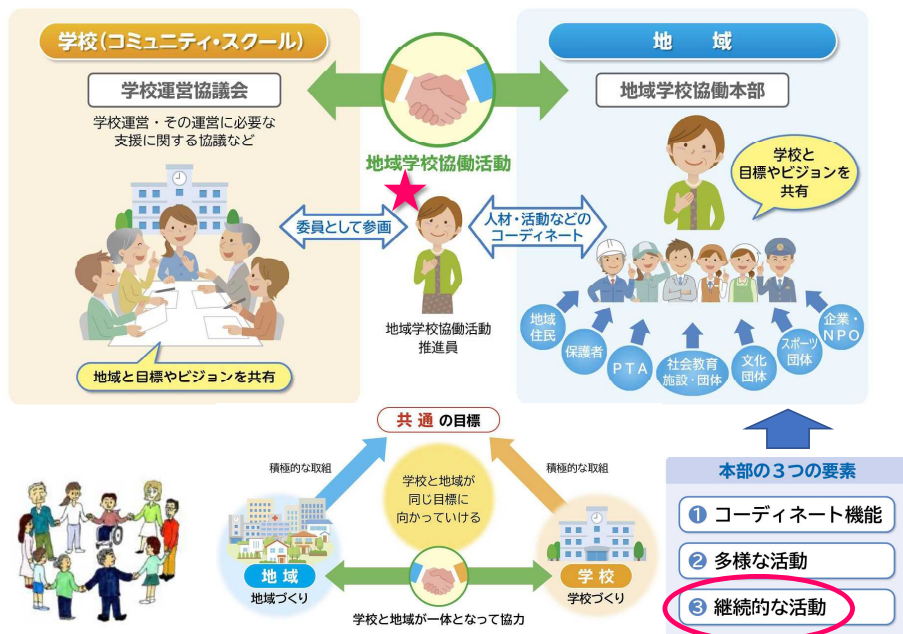 学校(コミュニティ・スクール)
学校運営協議会
学校運営・その運営に必要な
支援に関する協議など
地域と目標やビジョンを共有
地域学校協働活動
委員として参画
人材・活動などの
コーディネート
地域学校協働活動
推進員
地　域
地域学校協働本部
学校と
目標やビジョンを
共有
地域
住民
保護者
PTA
社会教育
施設・団体
文化
団体
スポーツ
団体
企業・
NPO
共通の目標
積極的な取組
積極的な取組
学校と地域が
同じ目標に
向かっていける
地域
地域づくり
学校
学校づくり
学校と地域が一体となって協力
本部の３つの要素
❶ コーディネート機能
❷ 多様な活動
❸ 継続的な活動